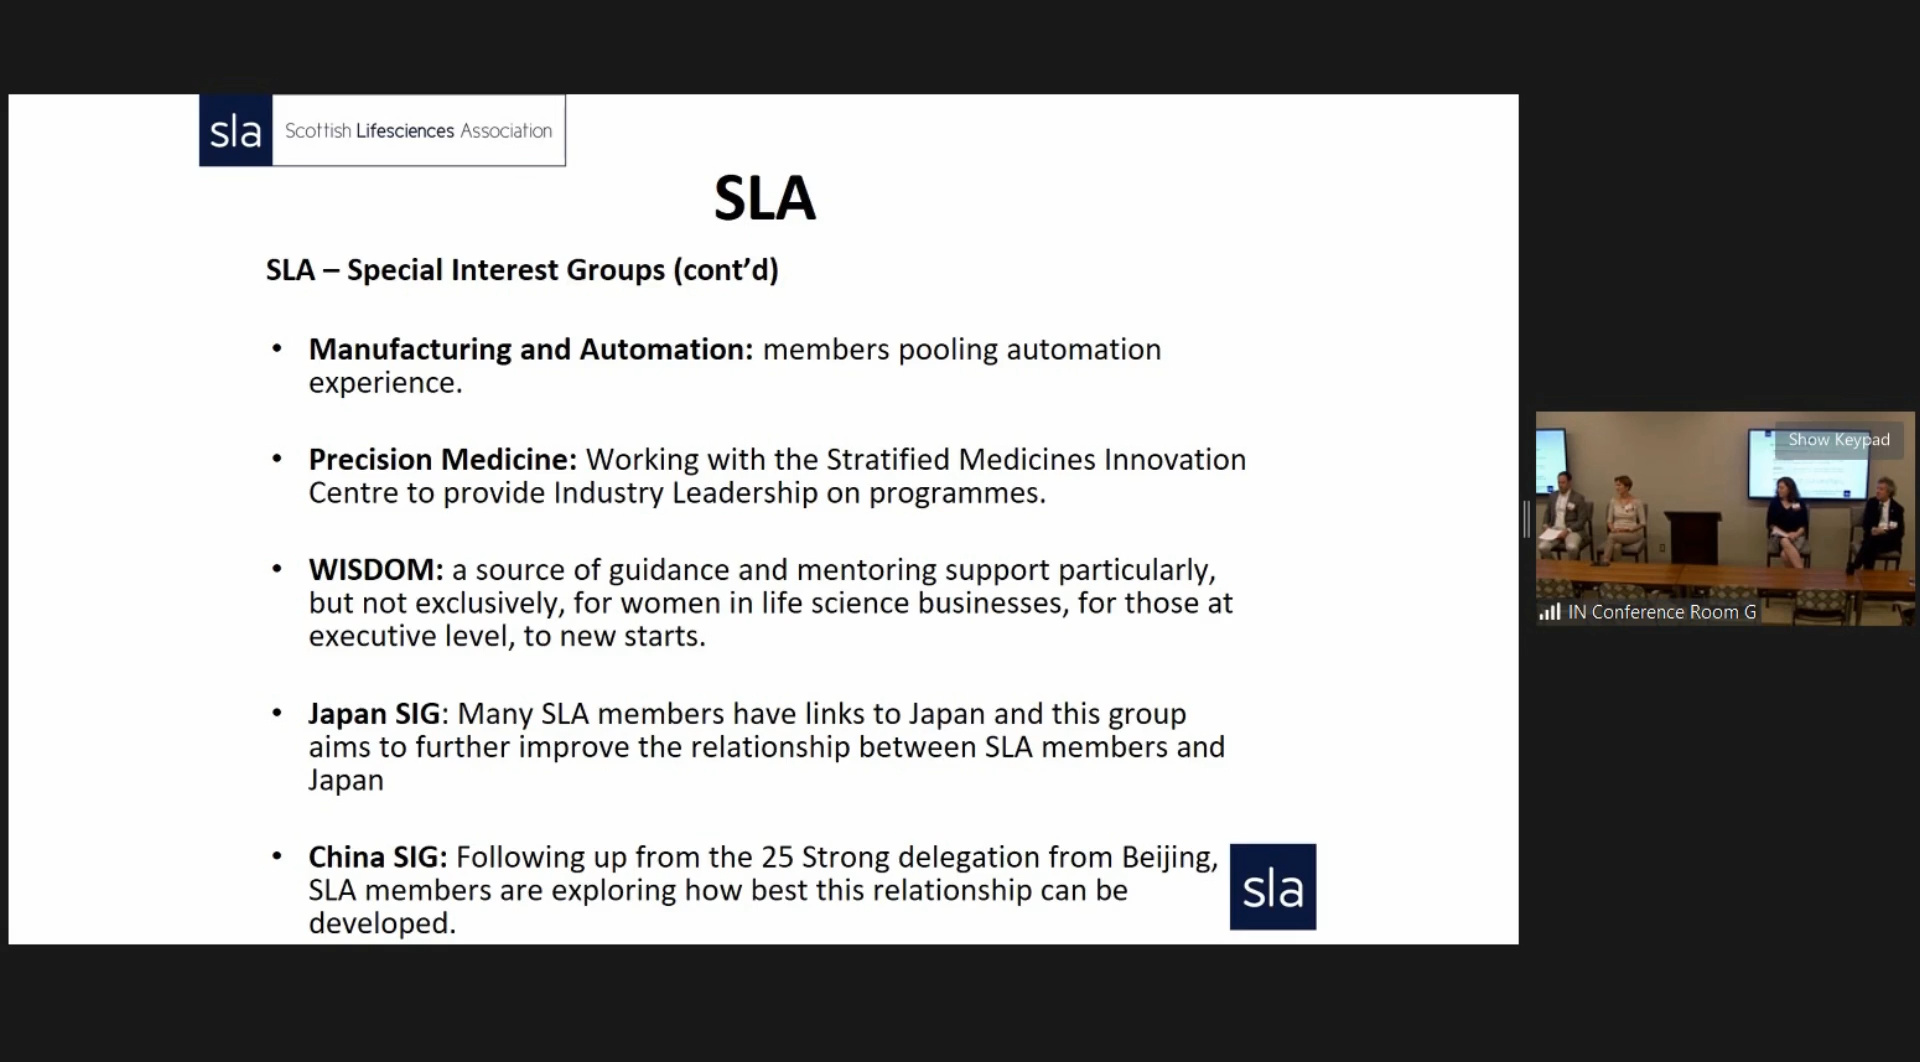 sla Scottish Lifesciences Association
SLA
SLA – Special Interest Groups (cont’d)
• Manufacturing and Automation: members pooling automation
experience.
• Precision Medicine: Working with the Stratified Medicines Innovation
Centre to provide Industry Leadership on programmes.
• WISDOM: a source of guidance and mentoring support particularly,
but not exclusively, for women in life science businesses, for those at
executive level, to new starts.
• Japan SIG: Many SLA members have links to Japan and this group
aims to further improve the relationship between SLA members and
Japan
• China SIG: Following up from the 25 Strong delegation from Beijing,
SLA members are exploring how best this relationship can be
developed.
sla
Show Keypad
IN Conference Room G